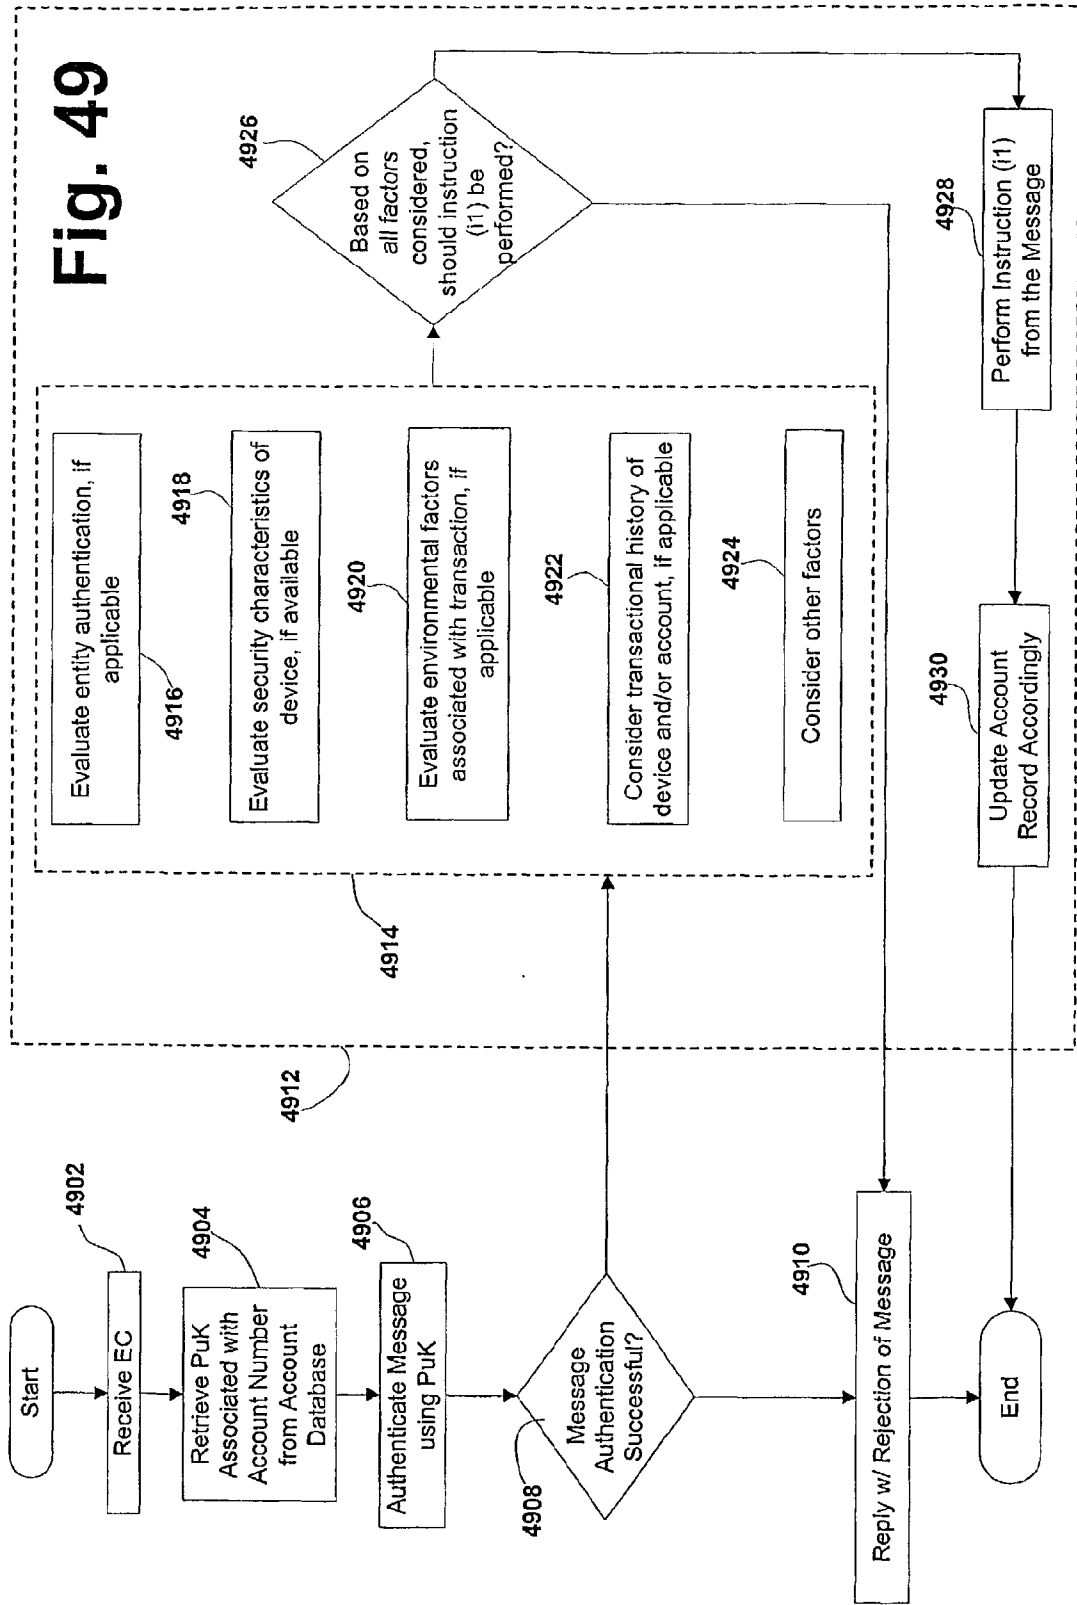 Fig. 49
Start
Receive EC
4902
Retrieve PuK
Associated with
Account Number
from Account
Database
4904
Authenticate Message
using PuK
4906
Message
Authentication
Successful?
4908
Reply w/ Rejection of Message
4910
End
4912
4914
Evaluate entity authentication, if
applicable
4916
Evaluate security characteristics of
device, if available
4918
Evaluate environmental factors
associated with transaction, if
applicable
4920
Consider transactional history of
device and/or account, if applicable
4922
Consider other factors
4924
Based on
all factors
considered,
should instruction
(i1) be
performed?
4926
Perform Instruction (i1)
from the Message
4928
Update Account
Record Accordingly
4930